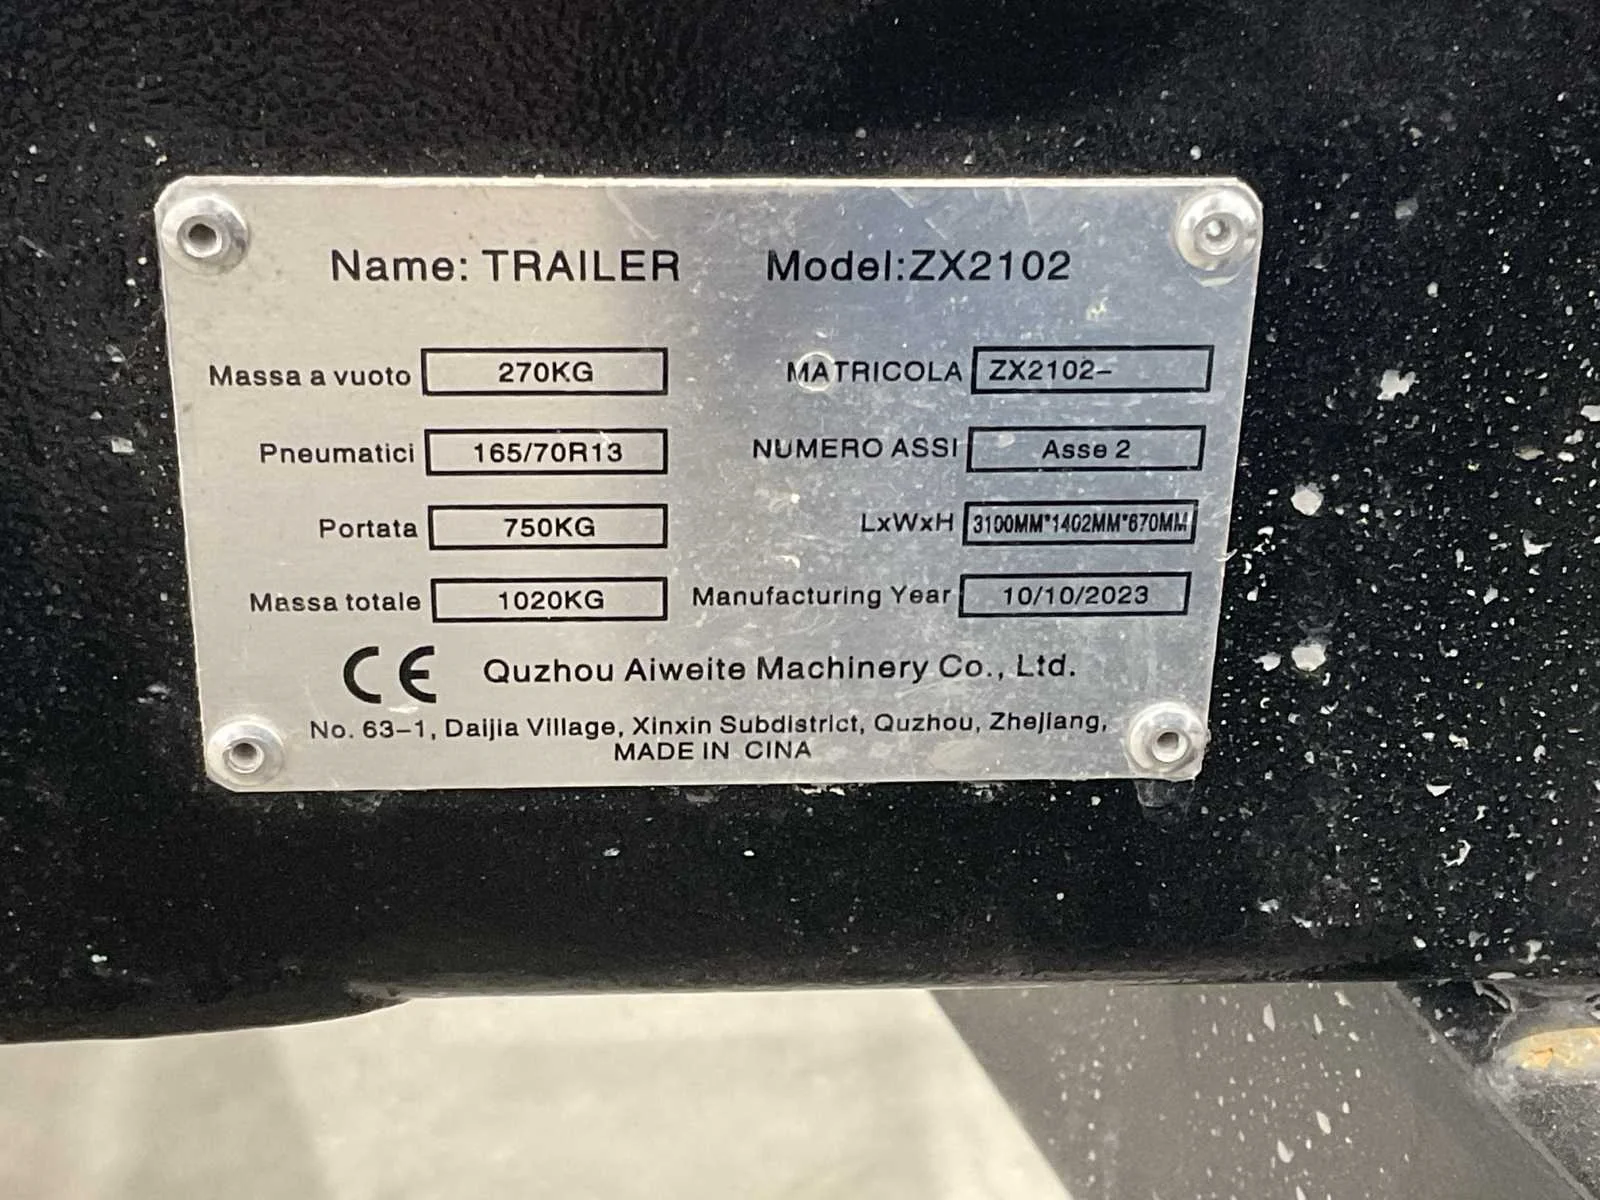 Name: TRAILER Model:ZX2102
Massa a vuoto 270KG MATRICOLA ZX2102-
Pneumatici 165/70R13 NUMERO ASSI Asse 2
Portata 750KG LxWxH 3100MM*1402MM*670MM
Massa totale 1020KG Manufacturing Year 10/10/2023
CE Quzhou Aiweite Machinery Co., Ltd.
No. 63-1, Daijia Village, Xinxin Subdistrict, Quzhou, Zhejiang,
MADE IN CINA